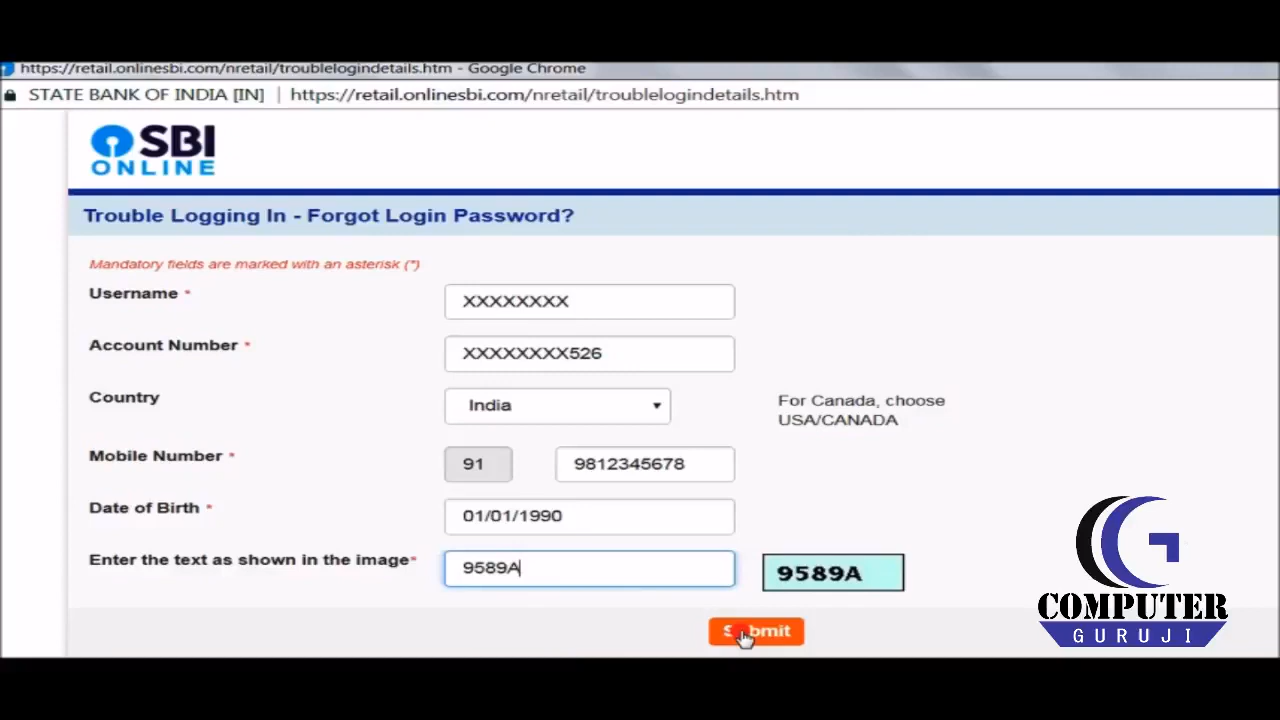 https://retail.onlinesbi.com/nretail/troublelogindetails.htm - Google Chrome
STATE BANK OF INDIA [IN] | https://retail.onlinesbi.com/nretail/troublelogindetails.htm
SBI
ONLINE
Trouble Logging In - Forgot Login Password?
Mandatory fields are marked with an asterisk (*)
Username * XXXXXXXX
Account Number * XXXXXXXX526
Country India For Canada, choose
USA/CANADA
Mobile Number * 91 9812345678
Date of Birth * 01/01/1990
Enter the text as shown in the image* 9589A 9589A
Submit
CG
COMPUTER
GURUJI